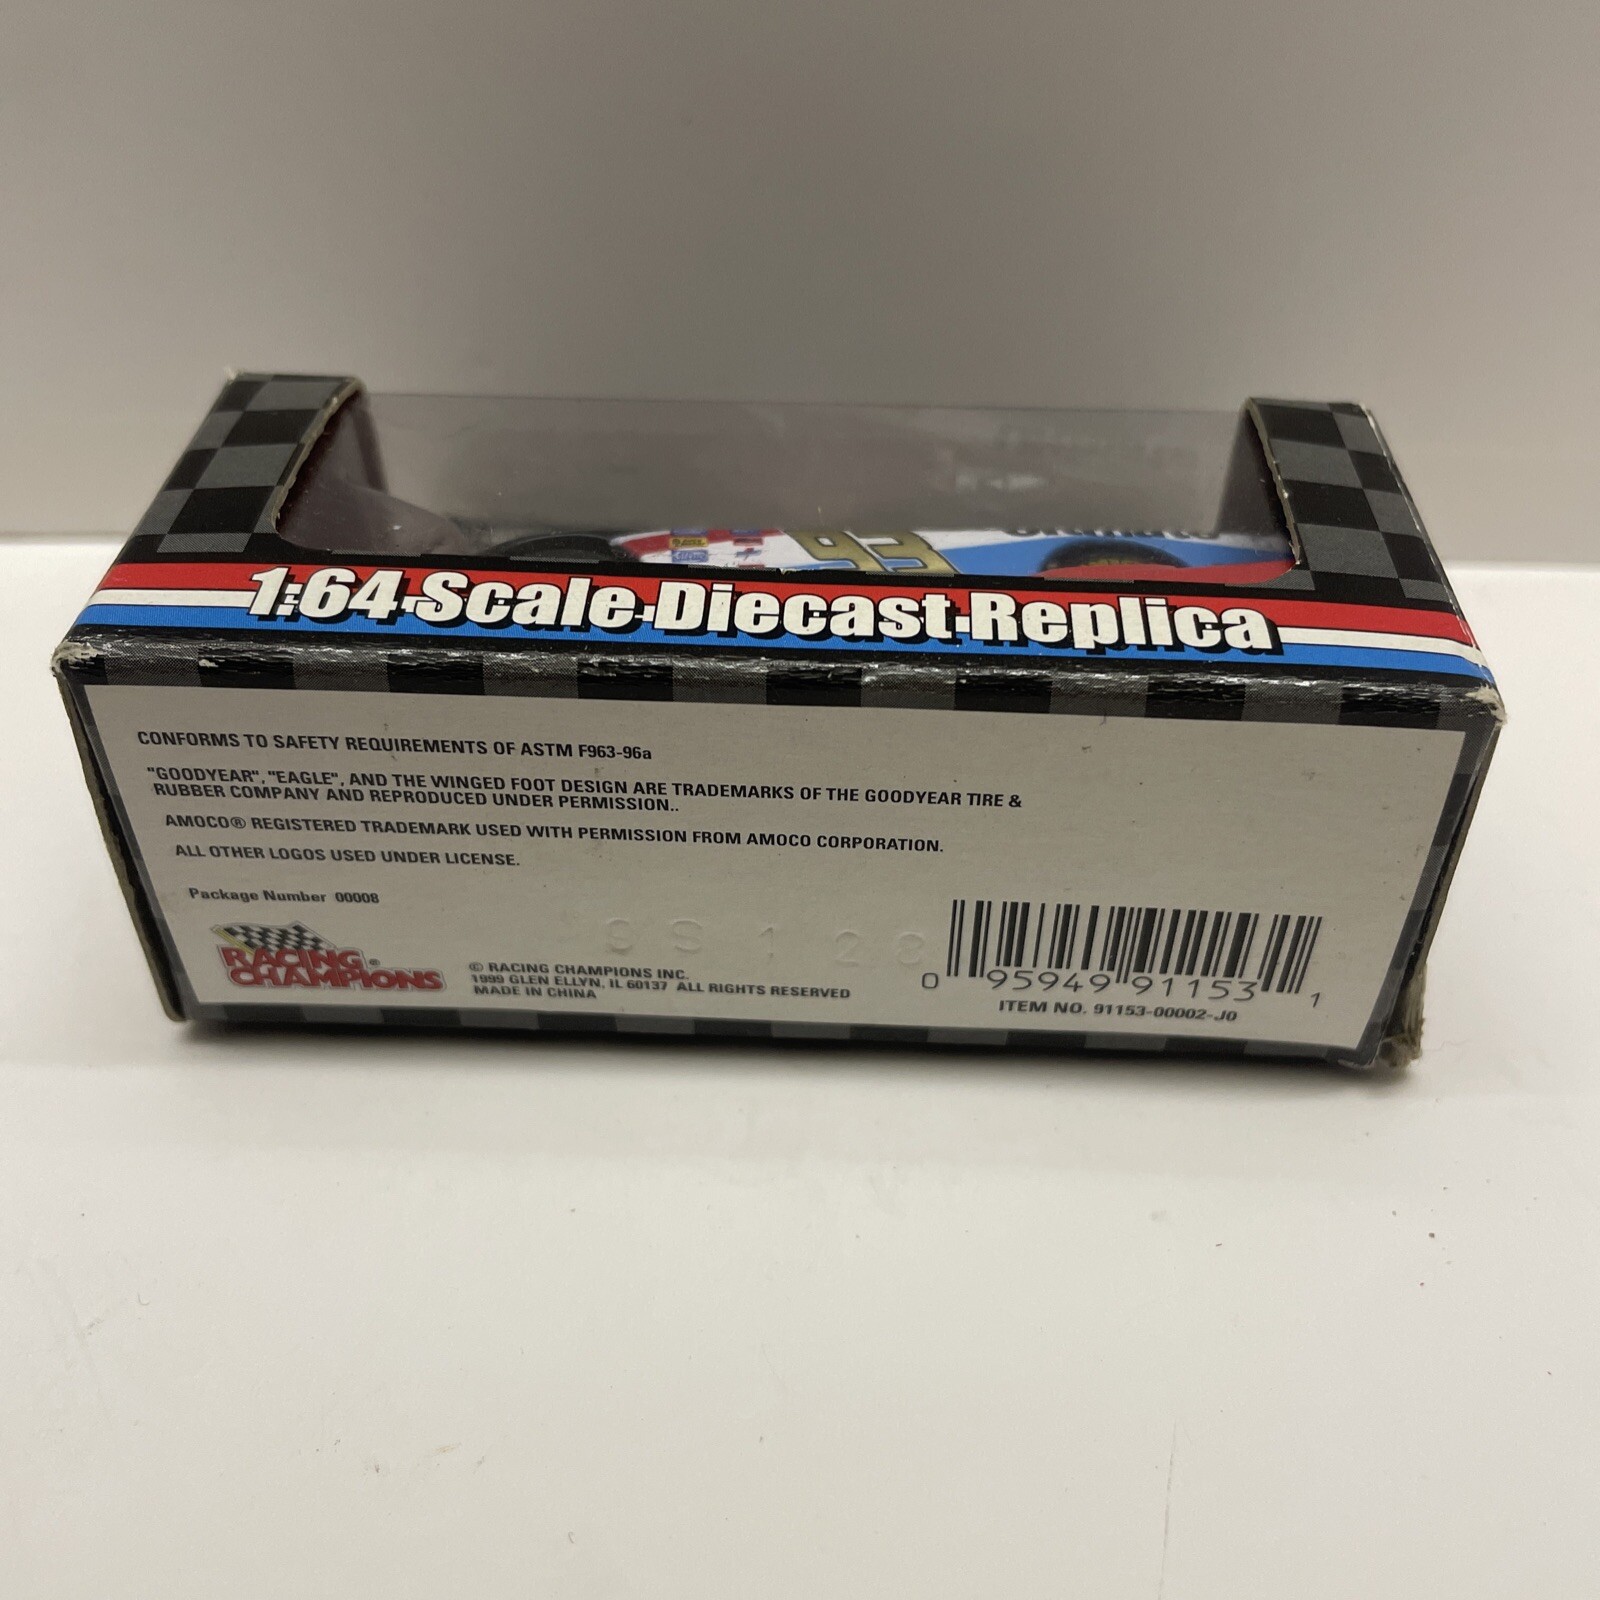 93
1:64 Scale Diecast Replica
CONFORMS TO SAFETY REQUIREMENTS OF ASTM F963-96a
"GOODYEAR", "EAGLE", AND THE WINGED FOOT DESIGN ARE TRADEMARKS OF THE GOODYEAR TIRE &
RUBBER COMPANY AND REPRODUCED UNDER PERMISSION..
AMOCO® REGISTERED TRADEMARK USED WITH PERMISSION FROM AMOCO CORPORATION.
ALL OTHER LOGOS USED UNDER LICENSE.
Package Number 00008
9S128
RACING
CHAMPIONS®
© RACING CHAMPIONS INC.
1999 GLEN ELLYN, IL 60137 ALL RIGHTS RESERVED
MADE IN CHINA
0 95949 91153 1
ITEM NO. 91153-00002-J0